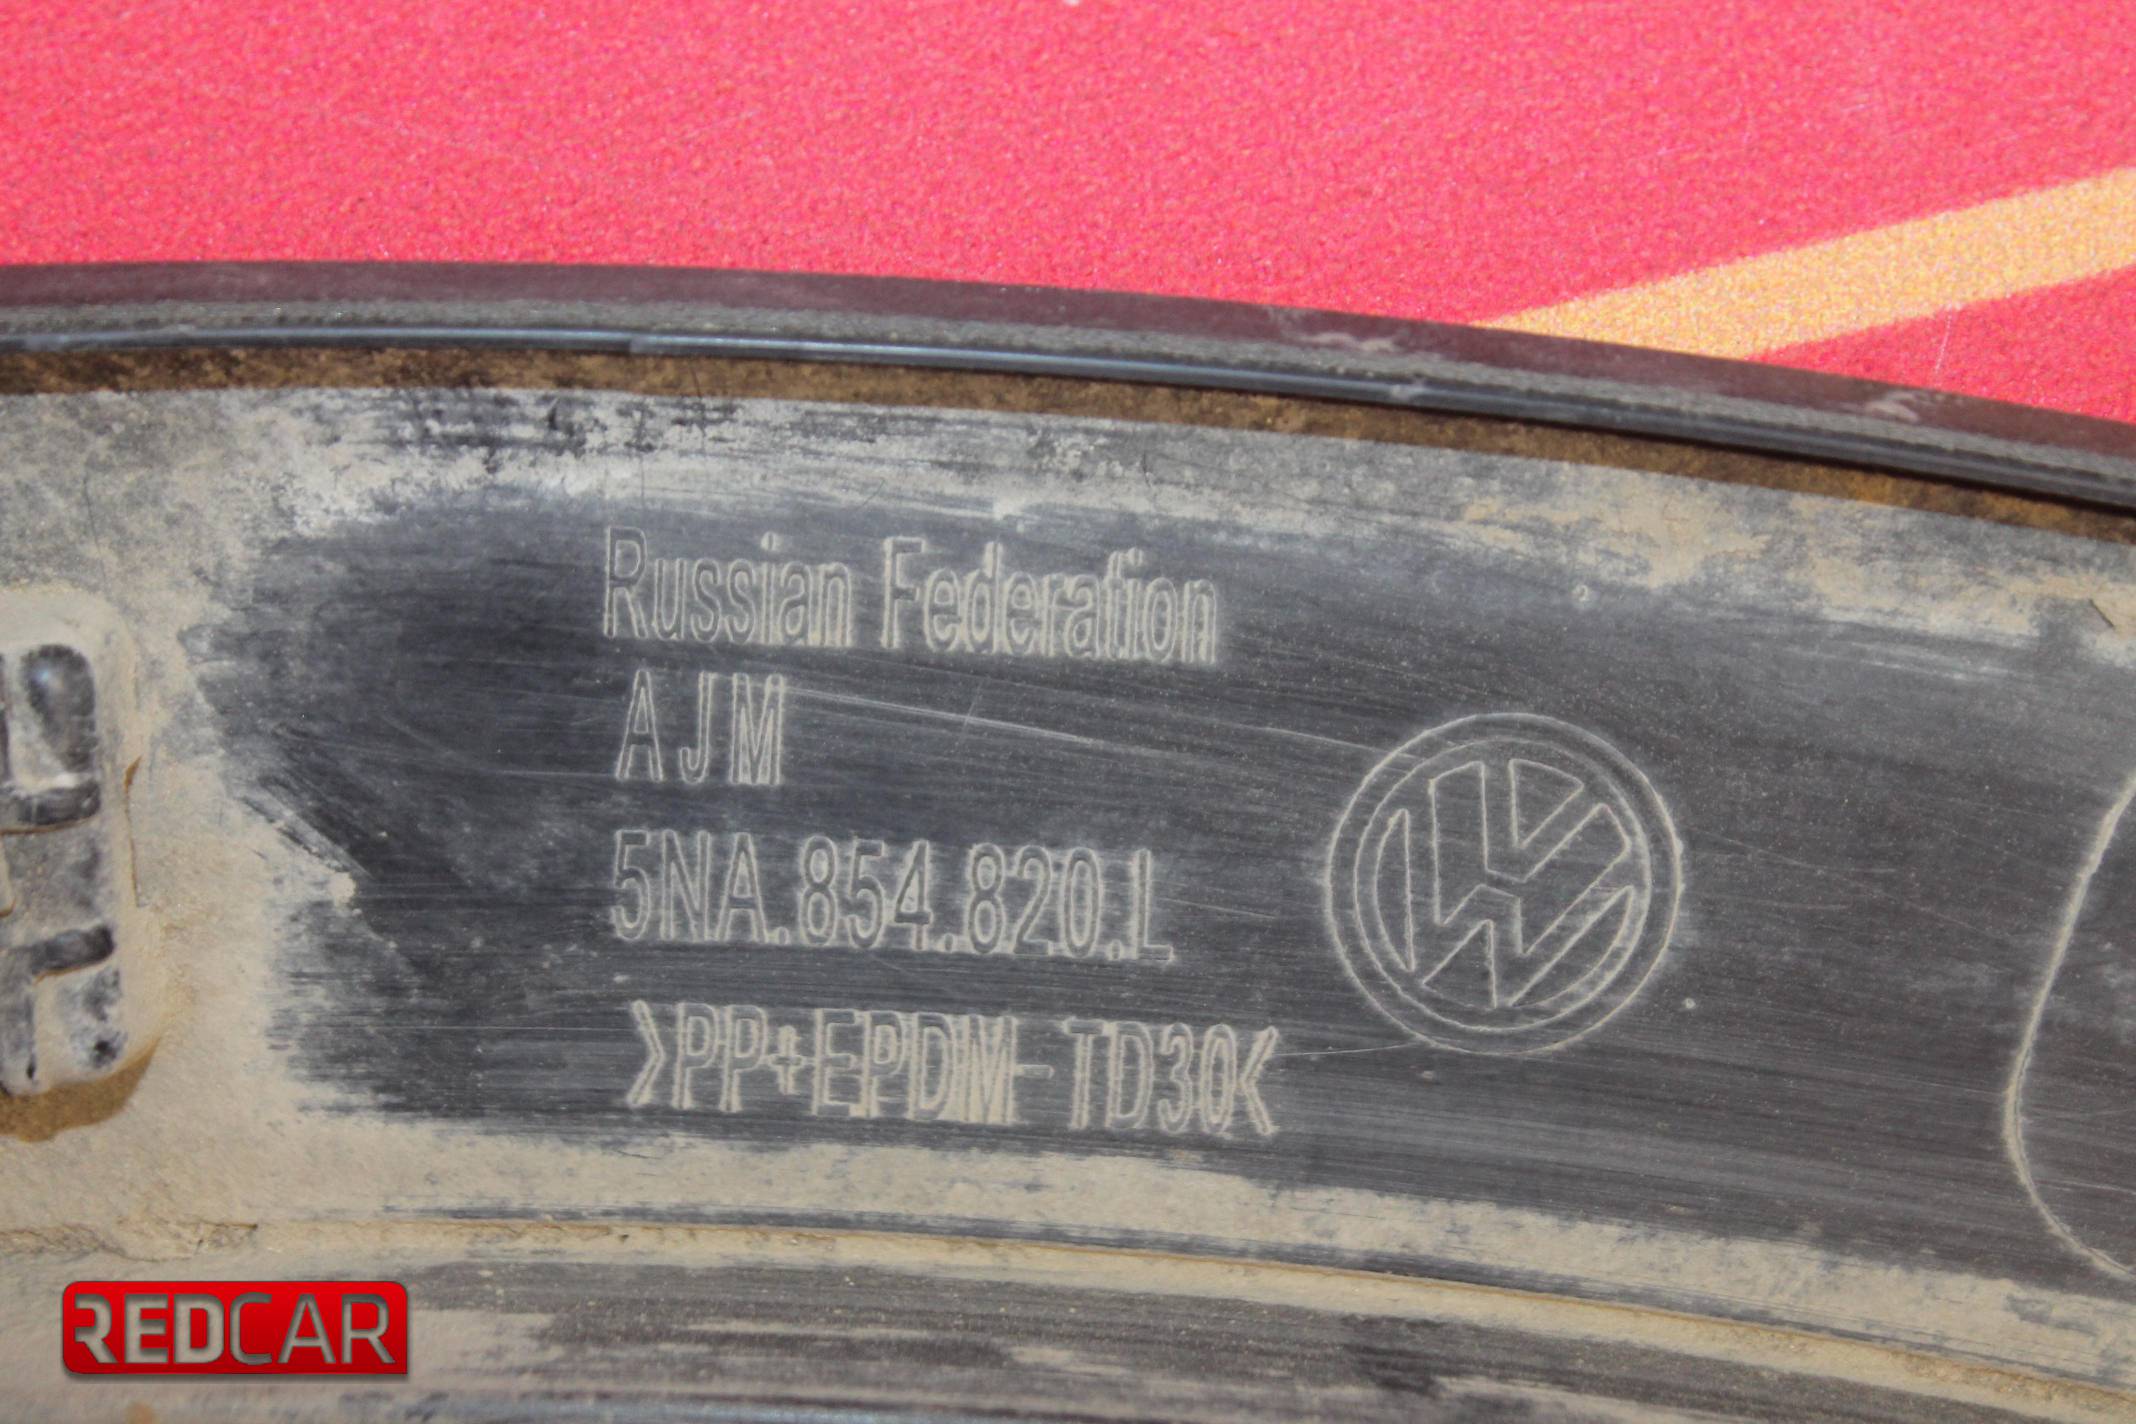 Russian Federation
AJM
5NA.854.820.L
>PP+EPDM-TD30<
REDCAR